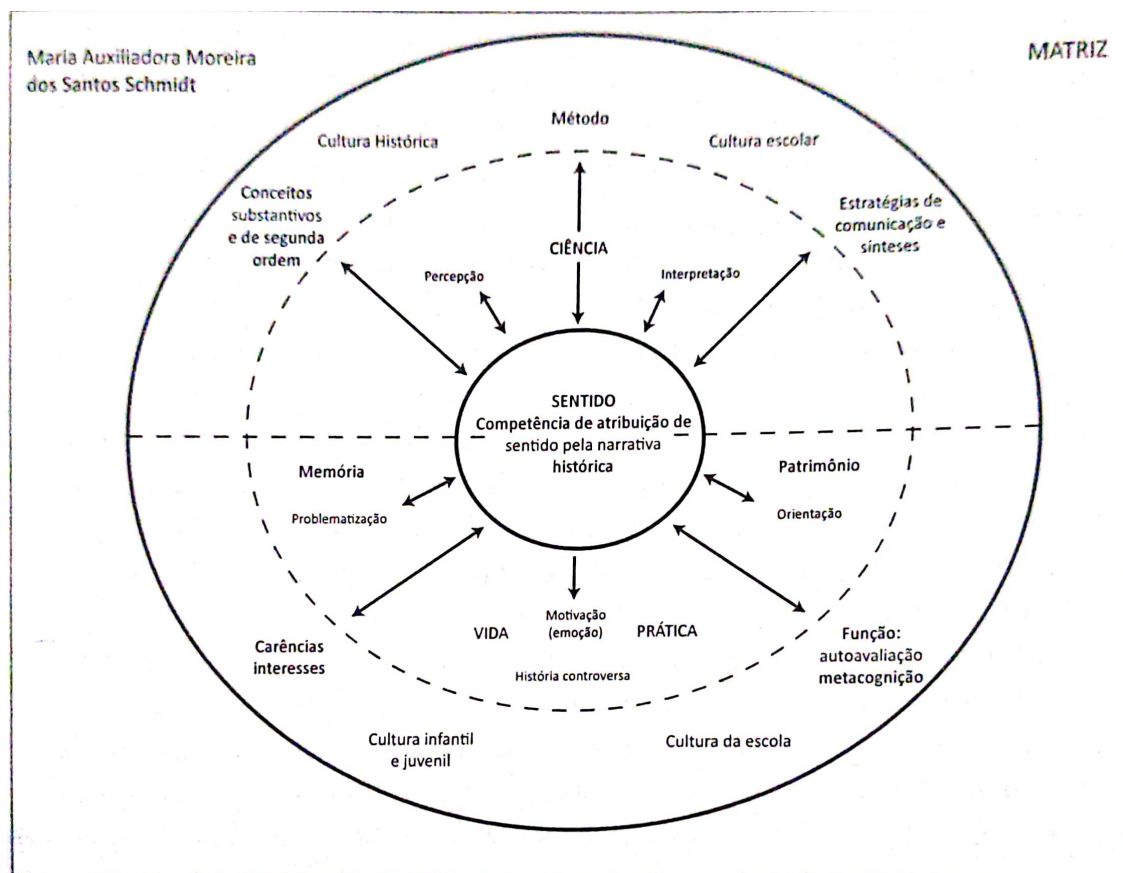 Maria Auxiliadora Moreira
dos Santos Schmidt
MATRIZ
Método
Cultura Histórica
Cultura escolar
Conceitos
substantivos
e de segunda
ordem
Estratégias de
comunicação e
sínteses
CIÊNCIA
Percepção
Interpretação
SENTIDO
Competência de atribuição de
sentido pela narrativa
histórica
Memória
Patrimônio
Problematização
Orientação
Motivação
(emoção)
VIDA
PRÁTICA
História controversa
Carências
interesses
Função:
autoavaliação
metacognição
Cultura infantil
e juvenil
Cultura da escola